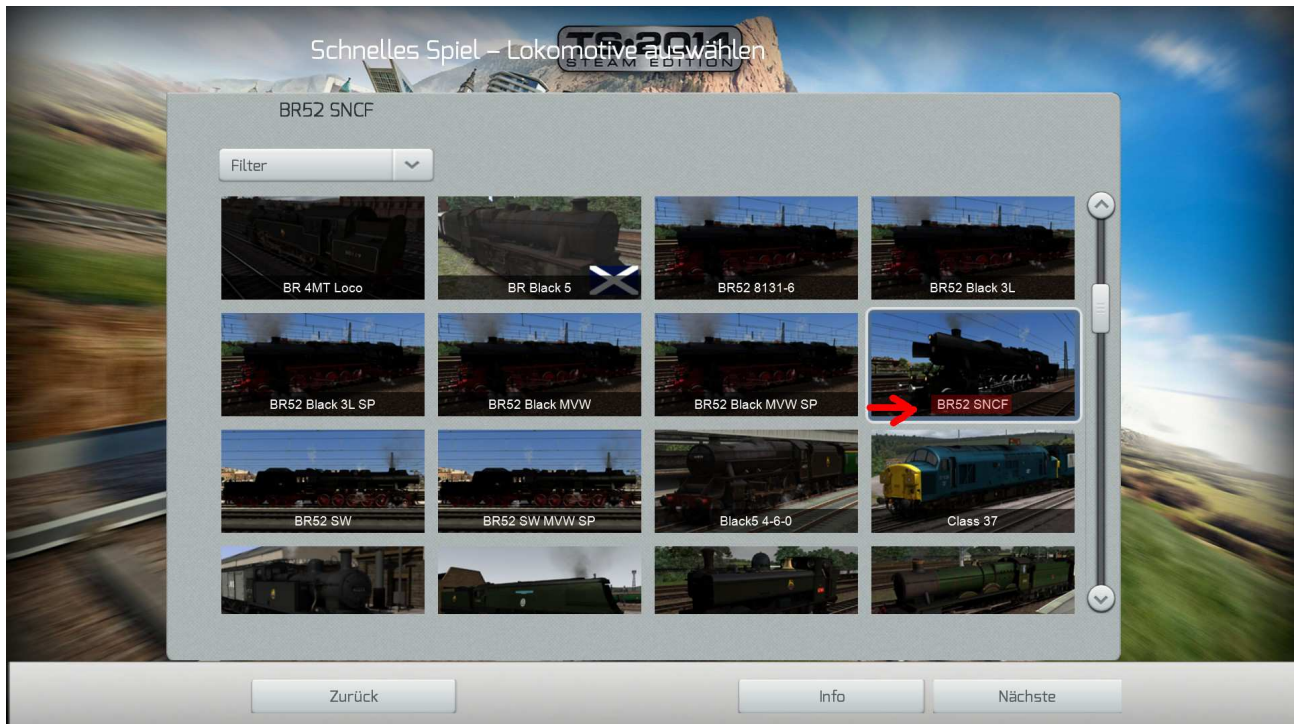 TS:2014
STEAM EDITION
Schnelles Spiel – Lokomotive auswählen
BR52 SNCF
Filter
BR 4MT Loco
BR Black 5
BR52 8131-6
BR52 Black 3L
BR52 Black 3L SP
BR52 Black MVW
BR52 Black MVW SP
BR52 SNCF
BR52 SW
BR52 SW MVW SP
Black5 4-6-0
Class 37
Zurück
Info
Nächste